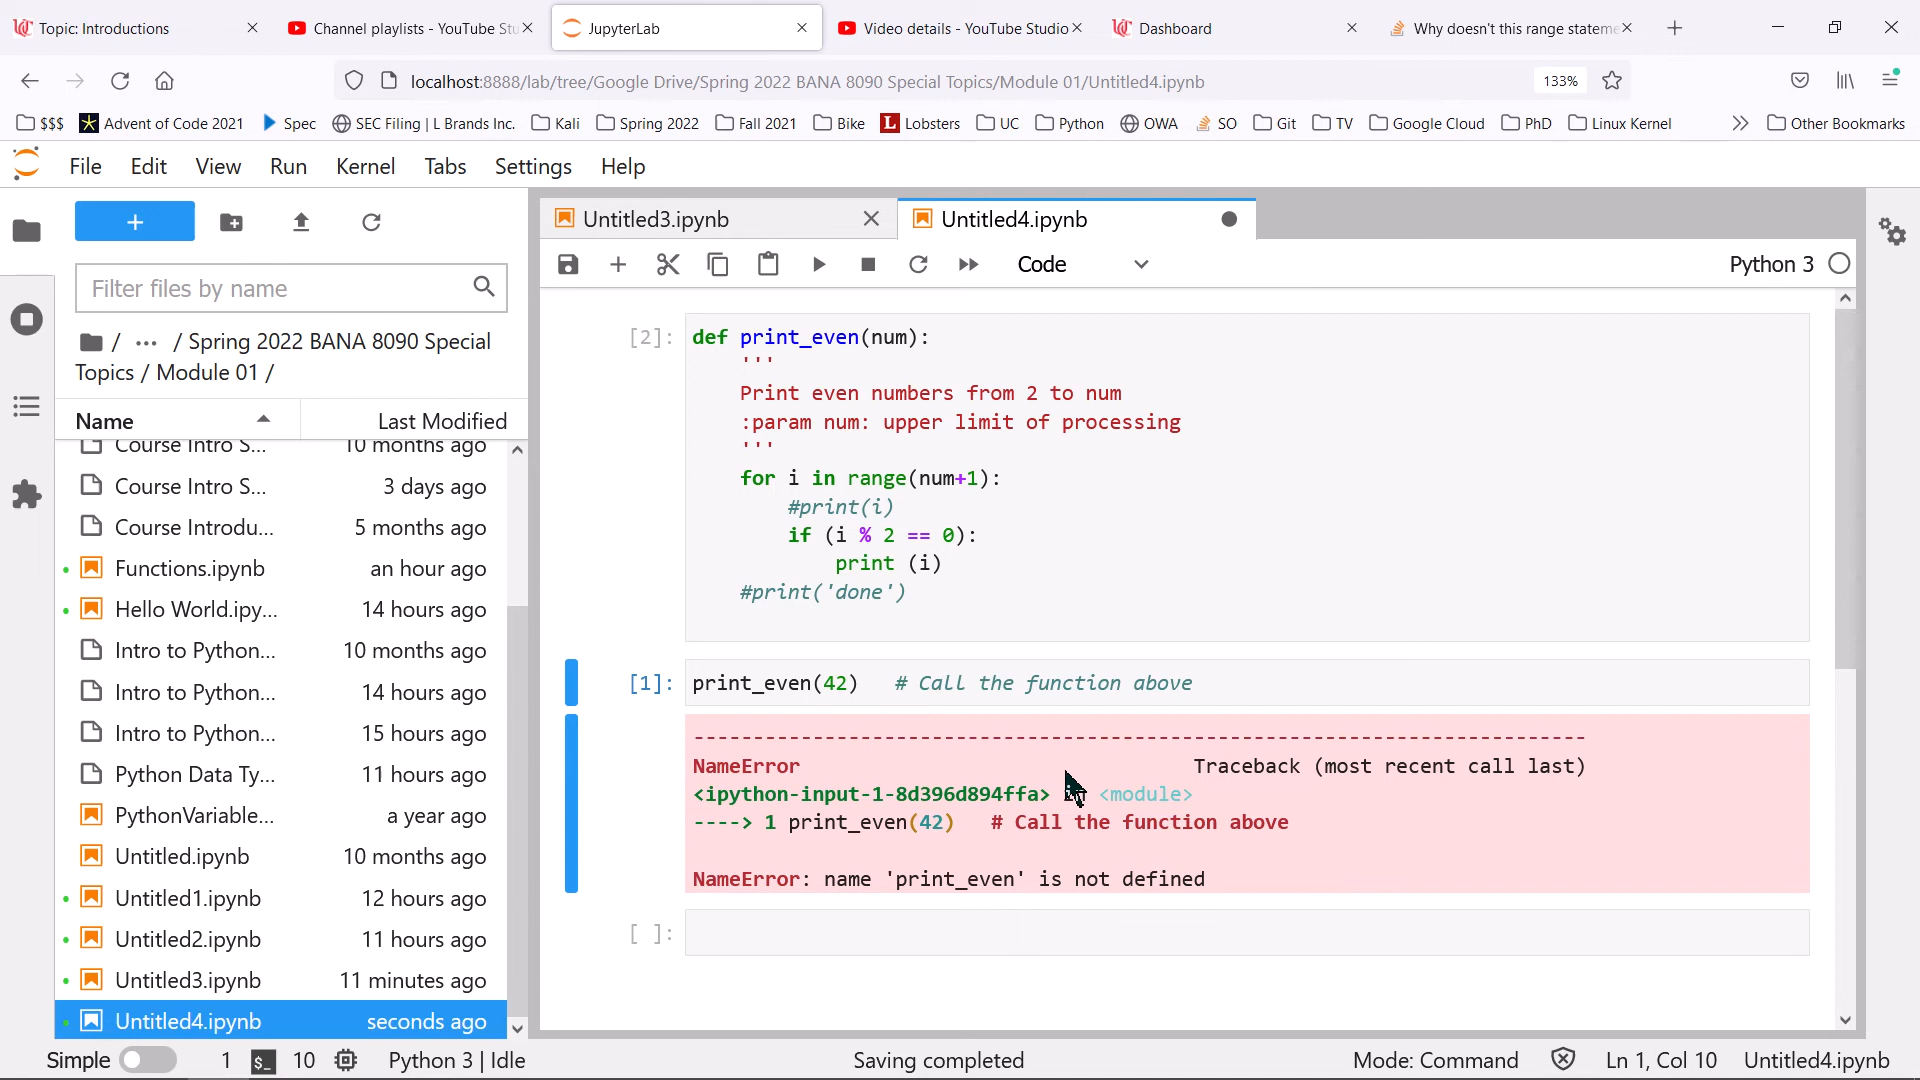 Topic: Introductions
Channel playlists - YouTube Stu
JupyterLab
Video details - YouTube Studio
Dashboard
Why doesn't this range stateme
localhost:8888/lab/tree/Google Drive/Spring 2022 BANA 8090 Special Topics/Module 01/Untitled4.ipynb
133%
$$$
Advent of Code 2021
Spec
SEC Filing | L Brands Inc.
Kali
Spring 2022
Fall 2021
Bike
L Lobsters
UC
Python
OWA
SO
Git
TV
Google Cloud
PhD
Linux Kernel
Other Bookmarks
File
Edit
View
Run
Kernel
Tabs
Settings
Help
Filter files by name
/ ··· / Spring 2022 BANA 8090 Special
Topics / Module 01 /
Name
Last Modified
Course Intro S... 10 months ago
Course Intro S... 3 days ago
Course Introdu... 5 months ago
Functions.ipynb an hour ago
Hello World.ipy... 14 hours ago
Intro to Python... 10 months ago
Intro to Python... 14 hours ago
Intro to Python... 15 hours ago
Python Data Ty... 11 hours ago
PythonVariable... a year ago
Untitled.ipynb 10 months ago
Untitled1.ipynb 12 hours ago
Untitled2.ipynb 11 hours ago
Untitled3.ipynb 11 minutes ago
Untitled4.ipynb seconds ago
Untitled3.ipynb
Untitled4.ipynb
Code
Python 3
[2]: def print_even(num):
'''
Print even numbers from 2 to num
:param num: upper limit of processing
'''
for i in range(num+1):
#print(i)
if (i % 2 == 0):
print (i)
#print('done')
[1]: print_even(42)   # Call the function above
---------------------------------------------------------------------------
NameError                                 Traceback (most recent call last)
<ipython-input-1-8d396d894ffa> in <module>
----> 1 print_even(42)   # Call the function above
NameError: name 'print_even' is not defined
[ ]:
Simple
1
$_
10
Python 3 | Idle
Saving completed
Mode: Command
Ln 1, Col 10
Untitled4.ipynb